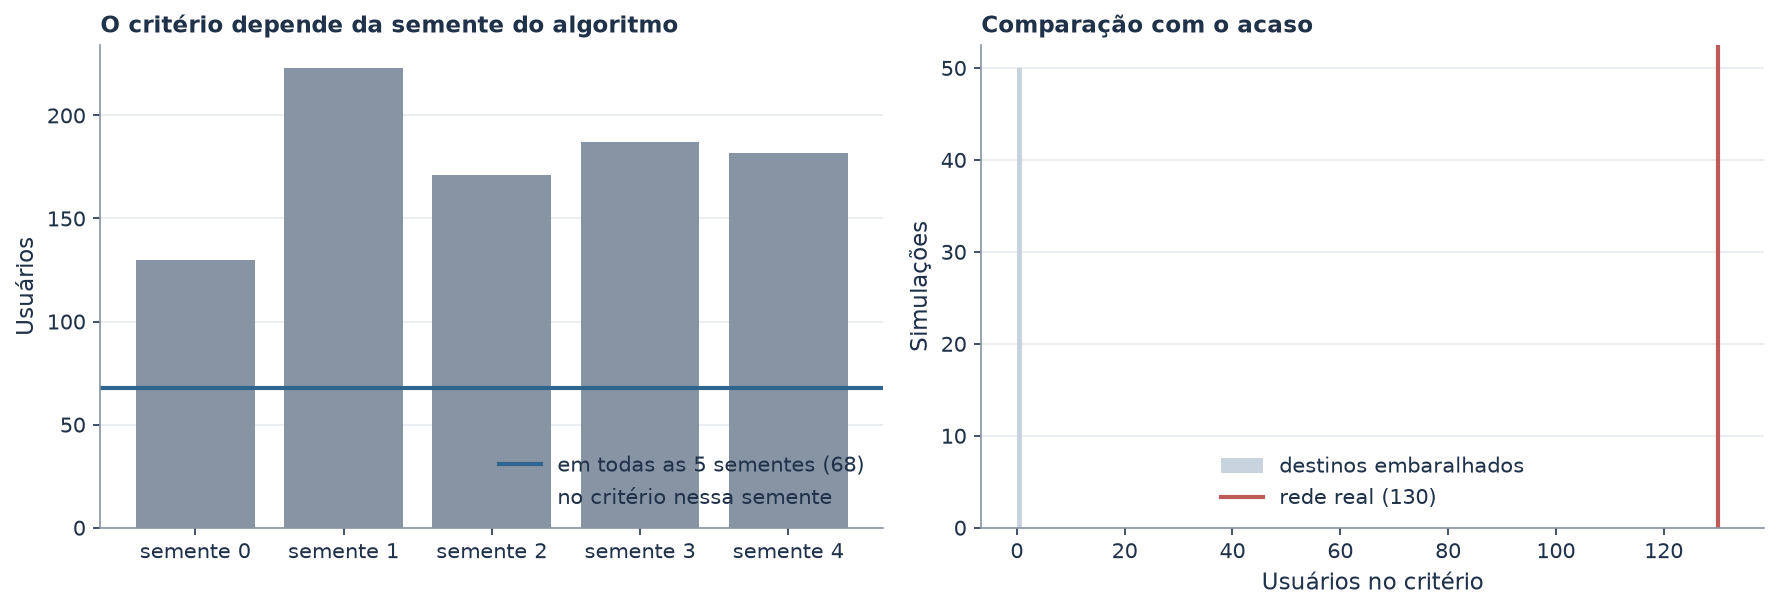 O critério depende da semente do algoritmo
Usuários
200
150
100
50
0
em todas as 5 sementes (68)
no critério nessa semente
semente 0
semente 1
semente 2
semente 3
semente 4
Comparação com o acaso
Simulações
50
40
30
20
10
0
destinos embaralhados
rede real (130)
0
20
40
60
80
100
120
Usuários no critério